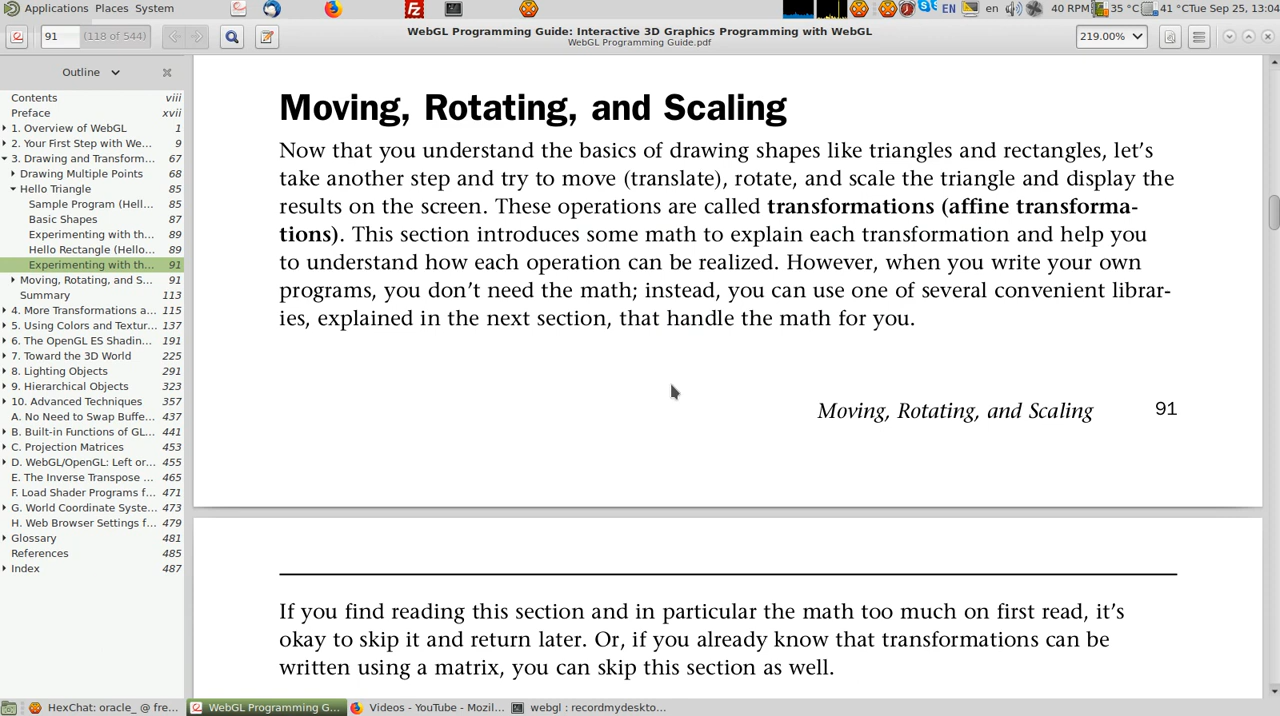 Applications Places System
EN
en
40 RPM
35 °C
41 °C
Tue Sep 25, 13:04
91
(118 of 544)
WebGL Programming Guide: Interactive 3D Graphics Programming with WebGL
WebGL Programming Guide.pdf
219.00%
Outline
Contents viii
Preface xvii
1. Overview of WebGL 1
2. Your First Step with We... 9
3. Drawing and Transform... 67
Drawing Multiple Points 68
Hello Triangle 85
Sample Program (Hell... 85
Basic Shapes 87
Experimenting with th... 89
Hello Rectangle (Hello... 89
Experimenting with th... 91
Moving, Rotating, and S... 91
Summary 113
4. More Transformations a... 115
5. Using Colors and Textur... 137
6. The OpenGL ES Shadin... 191
7. Toward the 3D World 225
8. Lighting Objects 291
9. Hierarchical Objects 323
10. Advanced Techniques 357
A. No Need to Swap Buffe... 437
B. Built-in Functions of GL... 441
C. Projection Matrices 453
D. WebGL/OpenGL: Left or... 455
E. The Inverse Transpose ... 465
F. Load Shader Programs f... 471
G. World Coordinate Syste... 473
H. Web Browser Settings f... 479
Glossary 481
References 485
Index 487
Moving, Rotating, and Scaling
Now that you understand the basics of drawing shapes like triangles and rectangles, let's
take another step and try to move (translate), rotate, and scale the triangle and display the
results on the screen. These operations are called transformations (affine transforma-
tions). This section introduces some math to explain each transformation and help you
to understand how each operation can be realized. However, when you write your own
programs, you don't need the math; instead, you can use one of several convenient librar-
ies, explained in the next section, that handle the math for you.
Moving, Rotating, and Scaling 91
If you find reading this section and in particular the math too much on first read, it's
okay to skip it and return later. Or, if you already know that transformations can be
written using a matrix, you can skip this section as well.
HexChat: oracle_ @ fre...
WebGL Programming G...
Videos - YouTube - Mozil...
webgl : recordmydeskto...